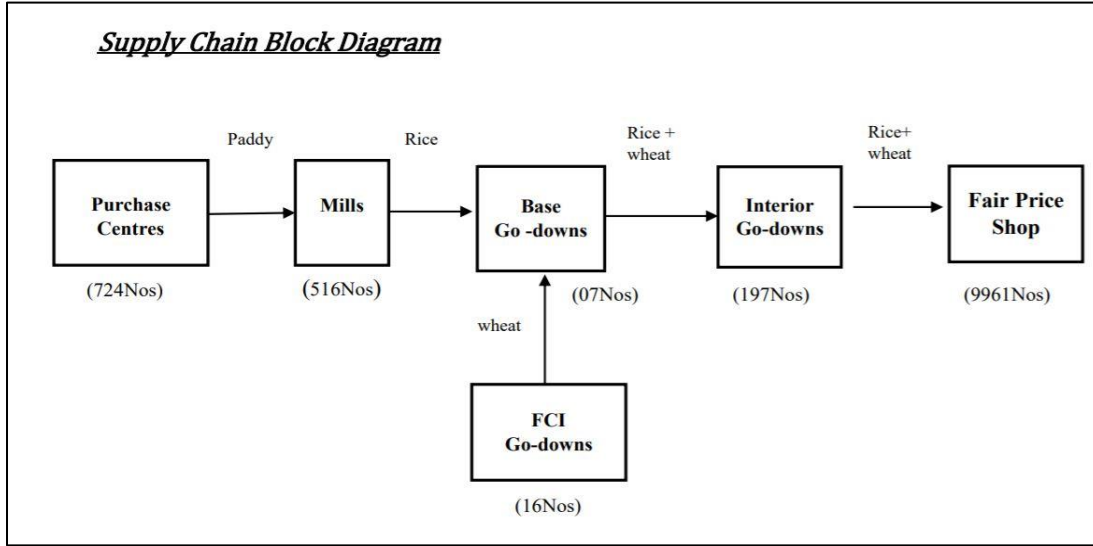 Supply Chain Block Diagram
Paddy
Rice
Rice +
wheat
Rice+
wheat
Purchase
Centres
Mills
Base
Go -downs
Interior
Go-downs
Fair Price
Shop
(724Nos)
(516Nos)
(07Nos)
(197Nos)
(9961Nos)
wheat
FCI
Go-downs
(16Nos)